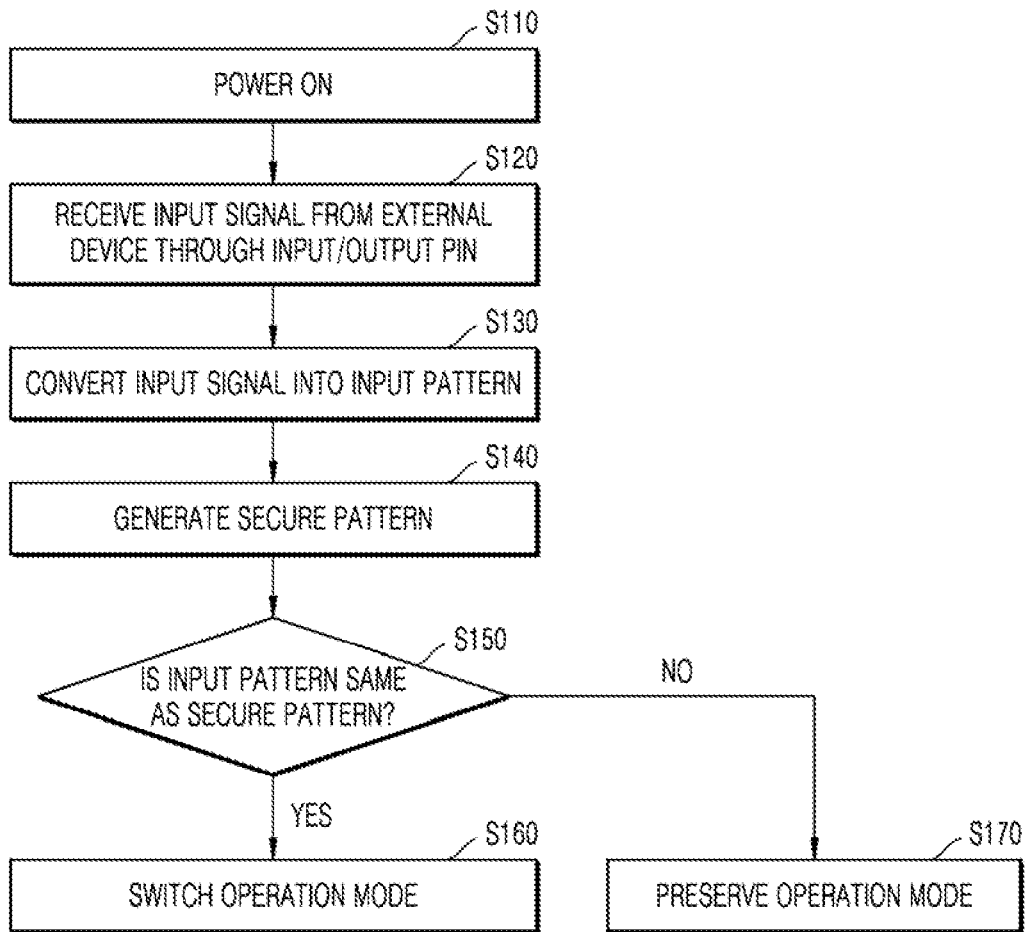 S110
POWER ON
S120
RECEIVE INPUT SIGNAL FROM EXTERNAL
DEVICE THROUGH INPUT/OUTPUT PIN
S130
CONVERT INPUT SIGNAL INTO INPUT PATTERN
S140
GENERATE SECURE PATTERN
S150
IS INPUT PATTERN SAME
AS SECURE PATTERN?
NO
YES
S160
SWITCH OPERATION MODE
S170
PRESERVE OPERATION MODE